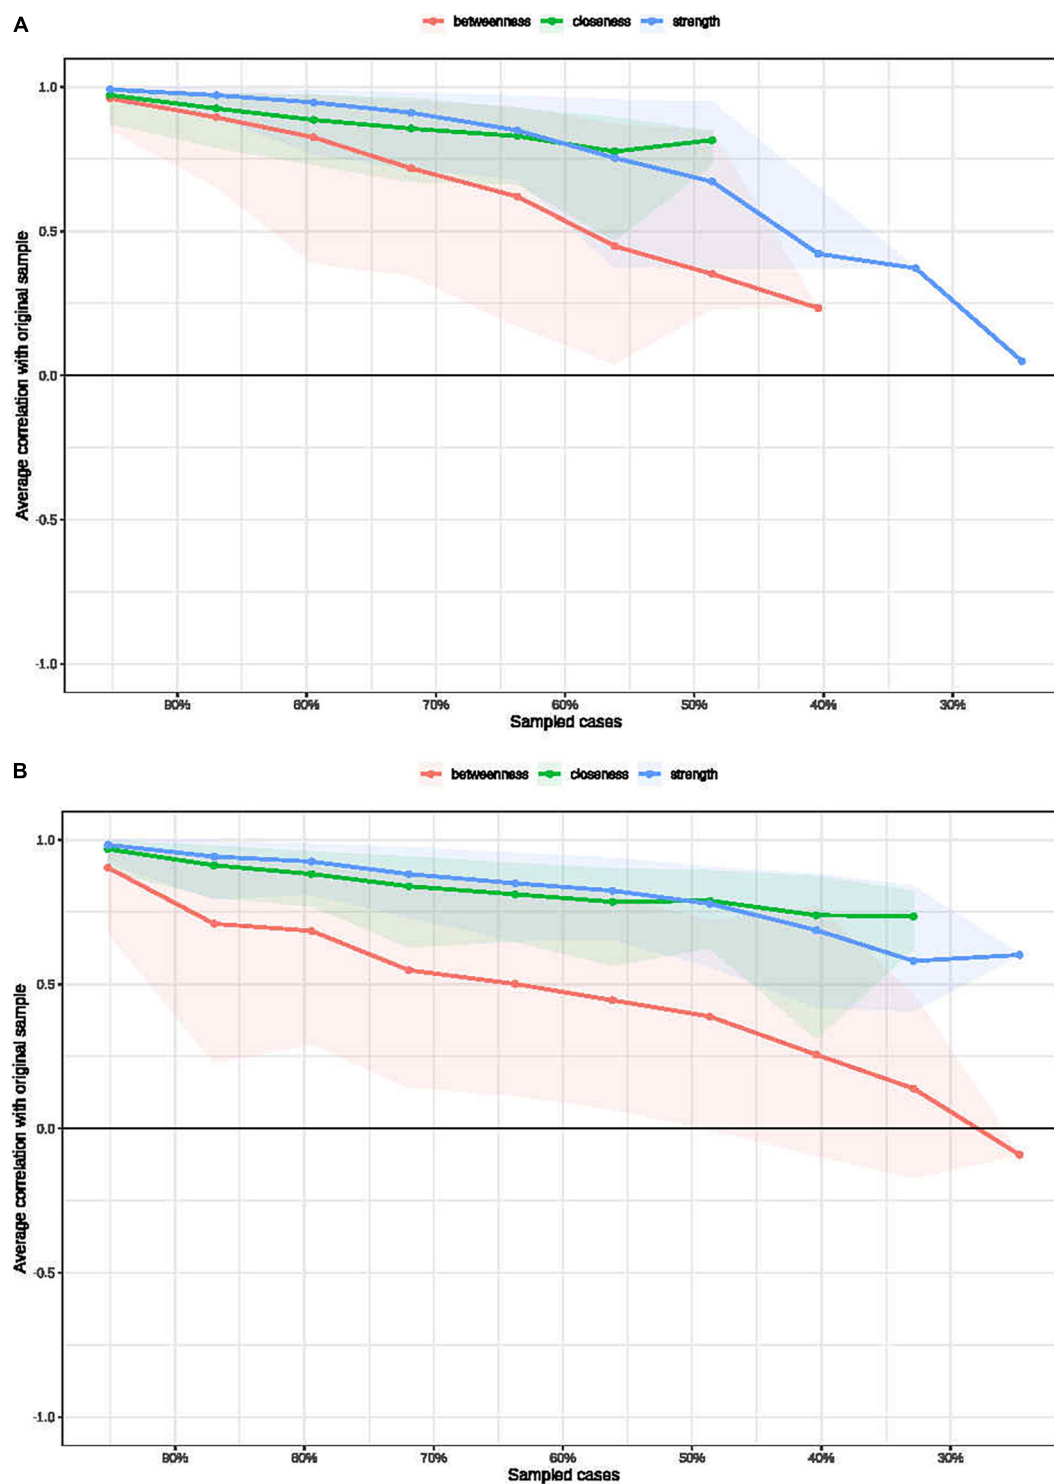 A
betweenness closeness strength
1.0
0.5
0.0
-0.5
-1.0
Average correlation with original sample
90% 80% 70% 60% 50% 40% 30%
Sampled cases
B
betweenness closeness strength
1.0
0.5
0.0
-0.5
-1.0
Average correlation with original sample
90% 80% 70% 60% 50% 40% 30%
Sampled cases